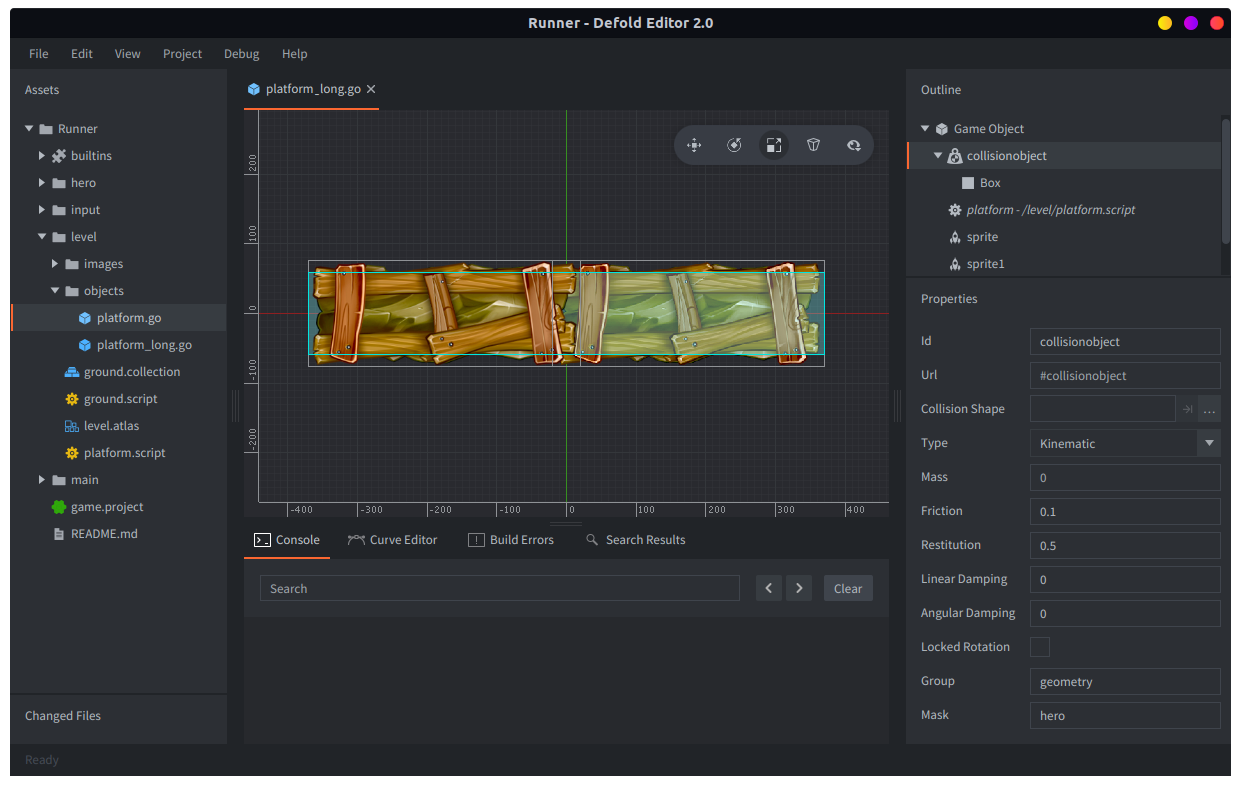 Runner - Defold Editor 2.0
File Edit View Project Debug Help
Assets
Runner
builtins
hero
input
level
images
objects
platform.go
platform_long.go
ground.collection
ground.script
level.atlas
platform.script
main
game.project
README.md
Changed Files
Ready
platform_long.go
200
100
0
-100
-200
-400 -300 -200 -100 0 100 200 300 400
Console Curve Editor Build Errors Search Results
Search Clear
Outline
Game Object
collisionobject
Box
platform - /level/platform.script
sprite
sprite1
Properties
Id collisionobject
Url #collisionobject
Collision Shape ...
Type Kinematic
Mass 0
Friction 0.1
Restitution 0.5
Linear Damping 0
Angular Damping 0
Locked Rotation
Group geometry
Mask hero